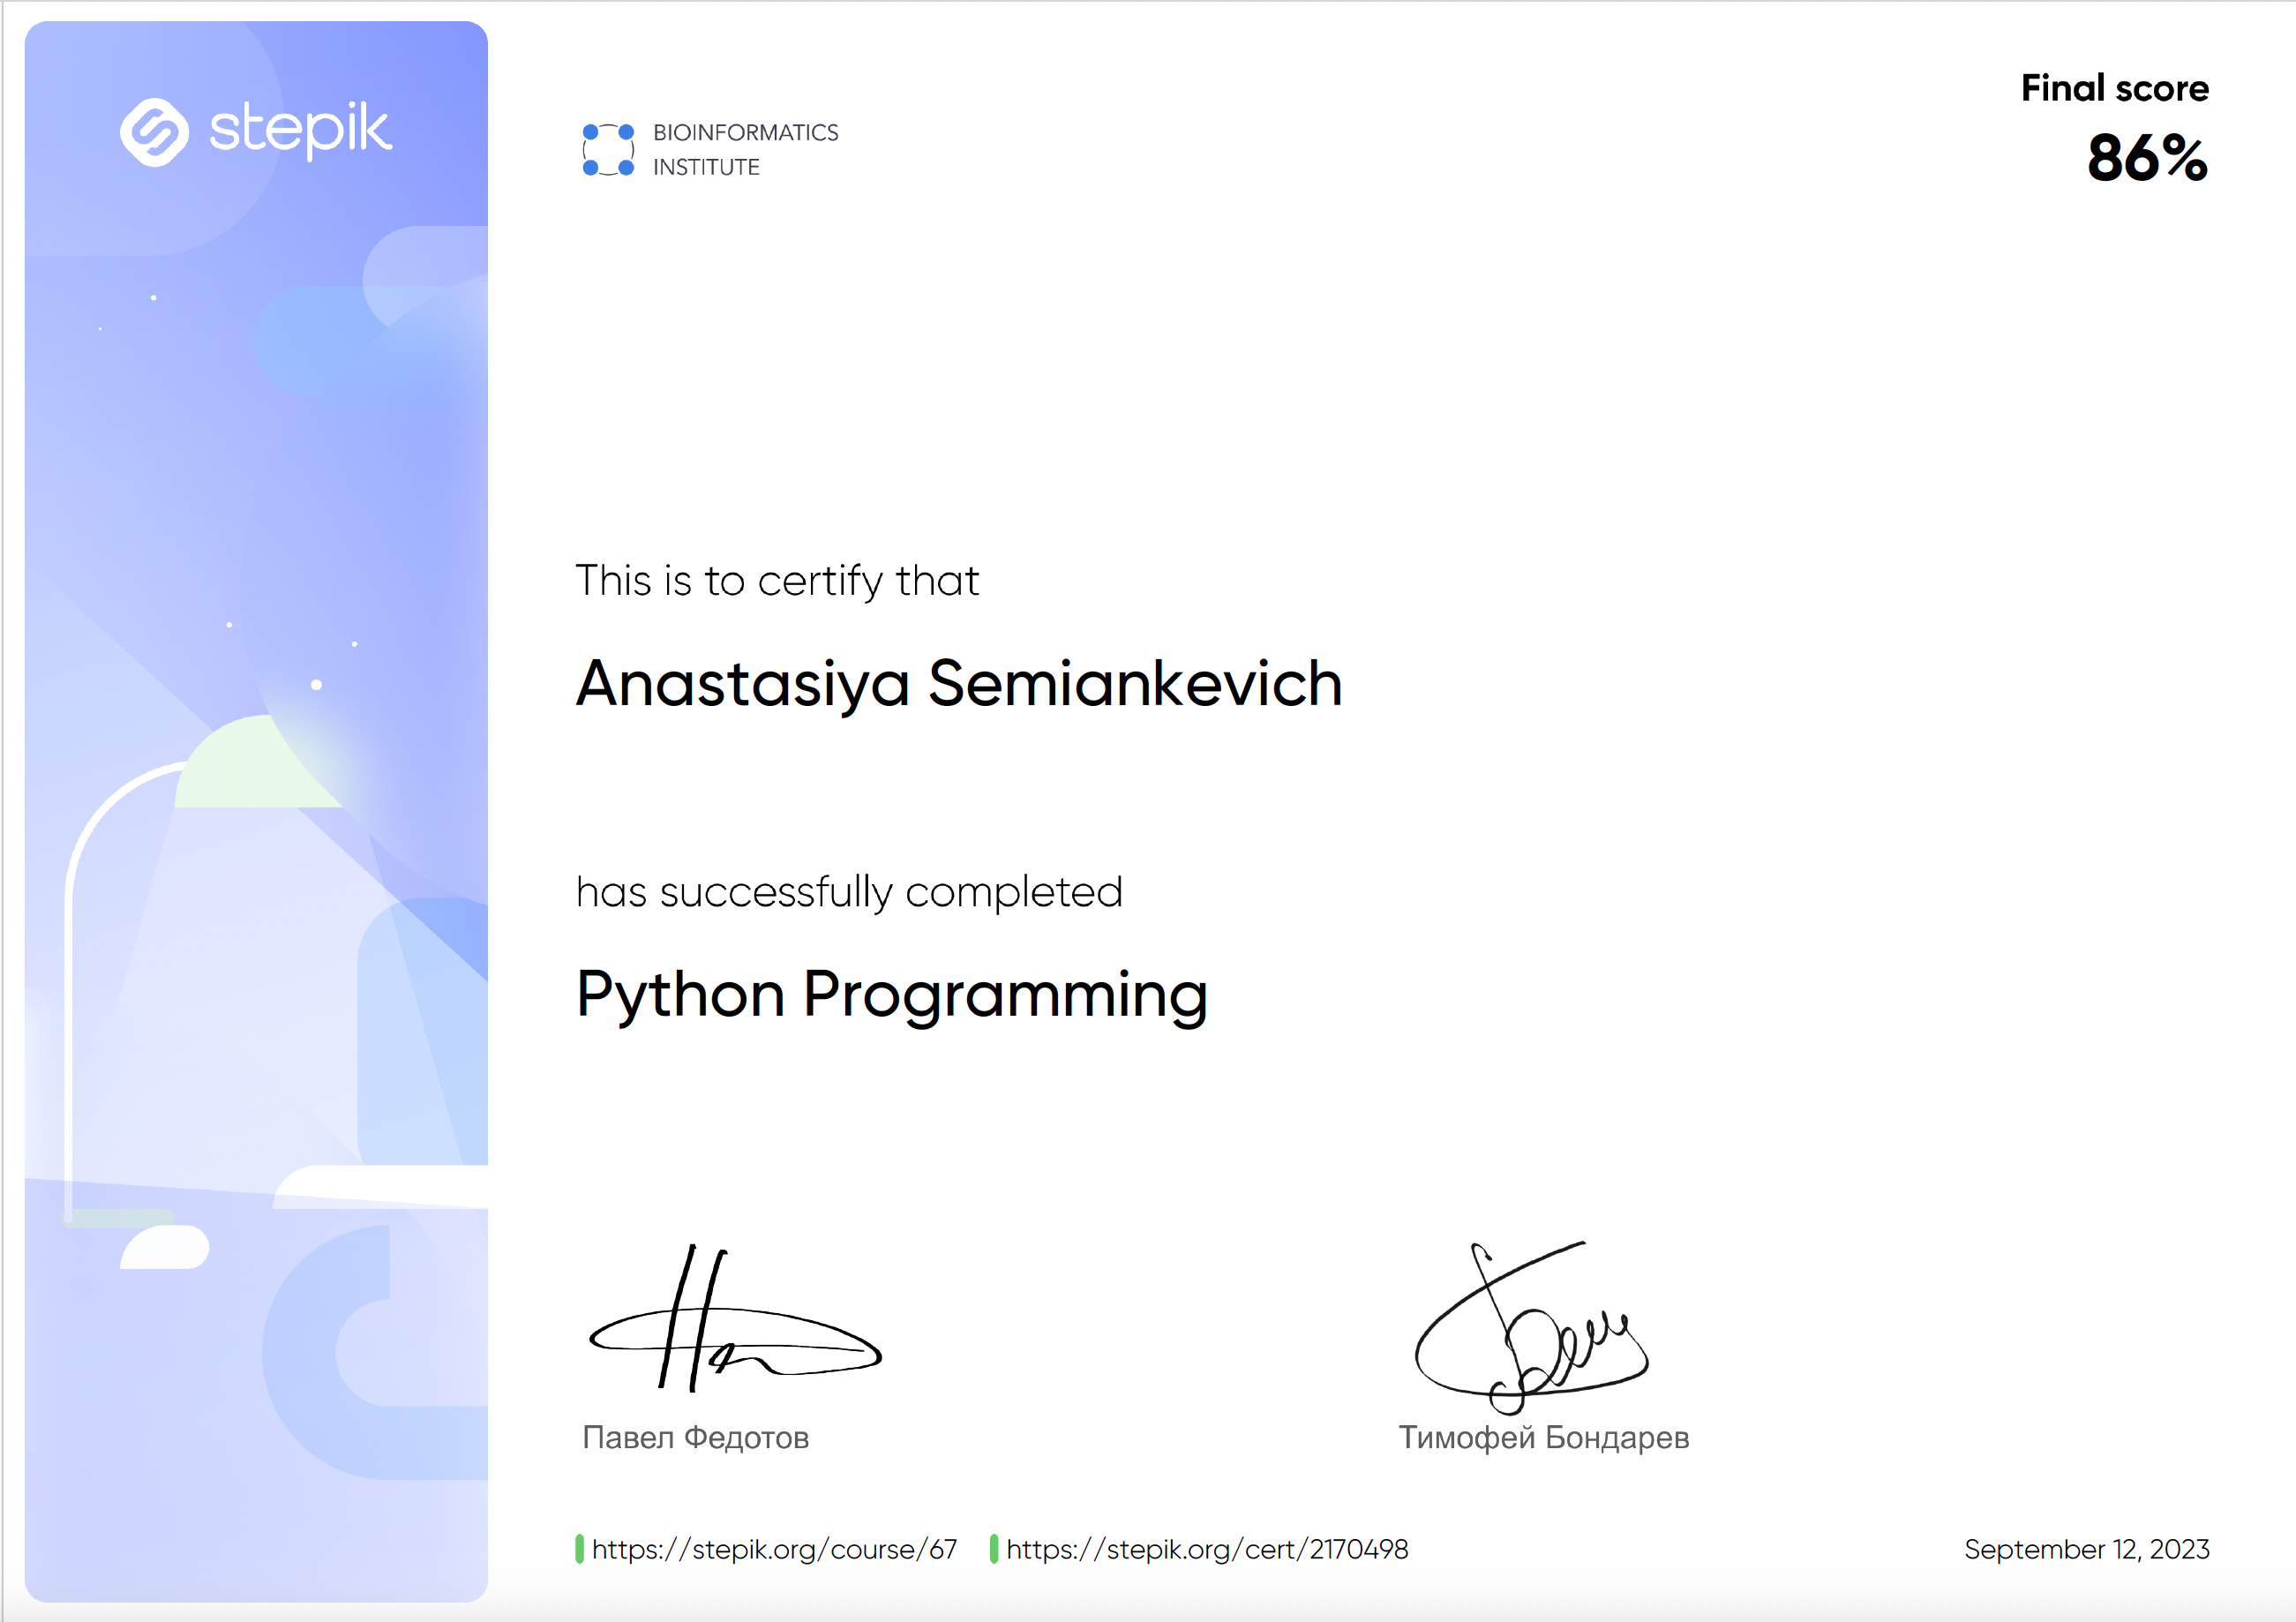 stepik
BIOINFORMATICS
INSTITUTE
Final score
86%
This is to certify that
Anastasiya Semiankevich
has successfully completed
Python Programming
Павел Федотов
Тимофей Бондарев
https://stepik.org/course/67
https://stepik.org/cert/2170498
September 12, 2023